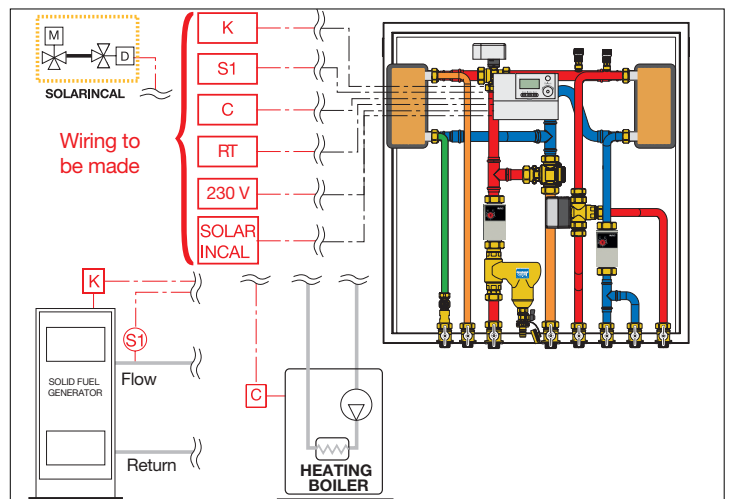 M
D
SOLARINCAL
Wiring to
be made
K
S1
C
RT
230 V
SOLAR
INCAL
K
S1
SOLID FUEL
GENERATOR
Flow
Return
C
HEATING
BOILER